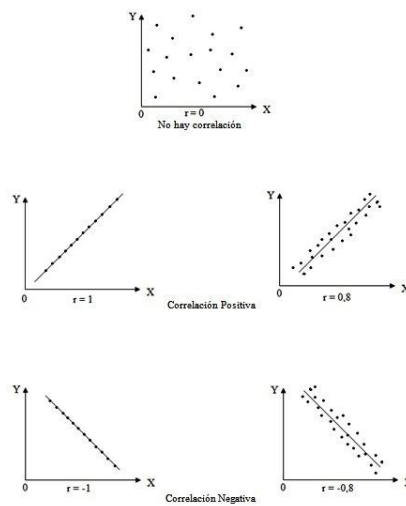 Y
0
X
r = 0
No hay correlación
Y
0
X
r = 1
Y
0
X
r = 0,8
Correlación Positiva
Y
0
X
r = -1
Y
0
X
r = -0,8
Correlación Negativa